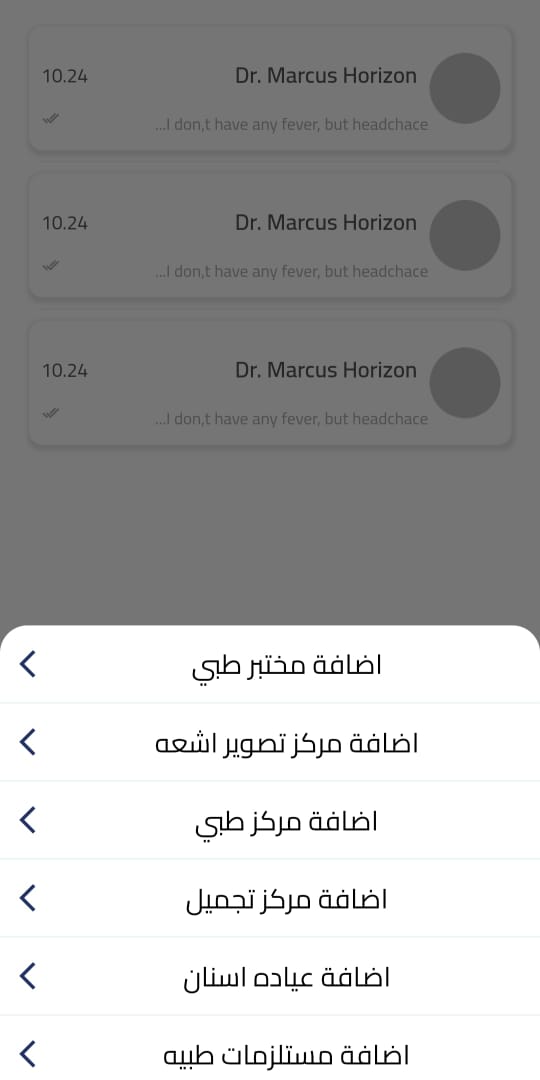 Dr. Marcus Horizon
10.24
...I don,t have any fever, but headchace
Dr. Marcus Horizon
10.24
...I don,t have any fever, but headchace
Dr. Marcus Horizon
10.24
...I don,t have any fever, but headchace
اضافة مختبر طبي
اضافة مركز تصوير اشعه
اضافة مركز طبي
اضافة مركز تجميل
اضافة عياده اسنان
اضافة مستلزمات طبيه